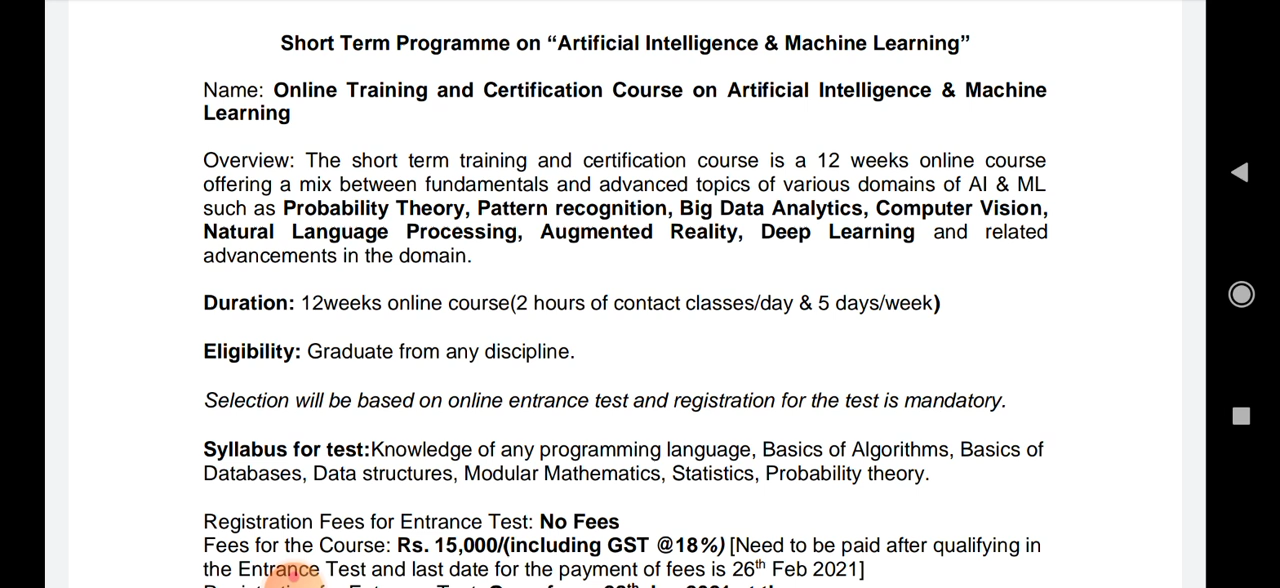 Short Term Programme on “Artificial Intelligence & Machine Learning”
Name: Online Training and Certification Course on Artificial Intelligence & Machine
Learning
Overview: The short term training and certification course is a 12 weeks online course
offering a mix between fundamentals and advanced topics of various domains of AI & ML
such as Probability Theory, Pattern recognition, Big Data Analytics, Computer Vision,
Natural Language Processing, Augmented Reality, Deep Learning and related
advancements in the domain.
Duration: 12weeks online course(2 hours of contact classes/day & 5 days/week)
Eligibility: Graduate from any discipline.
Selection will be based on online entrance test and registration for the test is mandatory.
Syllabus for test:Knowledge of any programming language, Basics of Algorithms, Basics of
Databases, Data structures, Modular Mathematics, Statistics, Probability theory.
Registration Fees for Entrance Test: No Fees
Fees for the Course: Rs. 15,000/(including GST @18%) [Need to be paid after qualifying in
the Entrance Test and last date for the payment of fees is 26th Feb 2021]